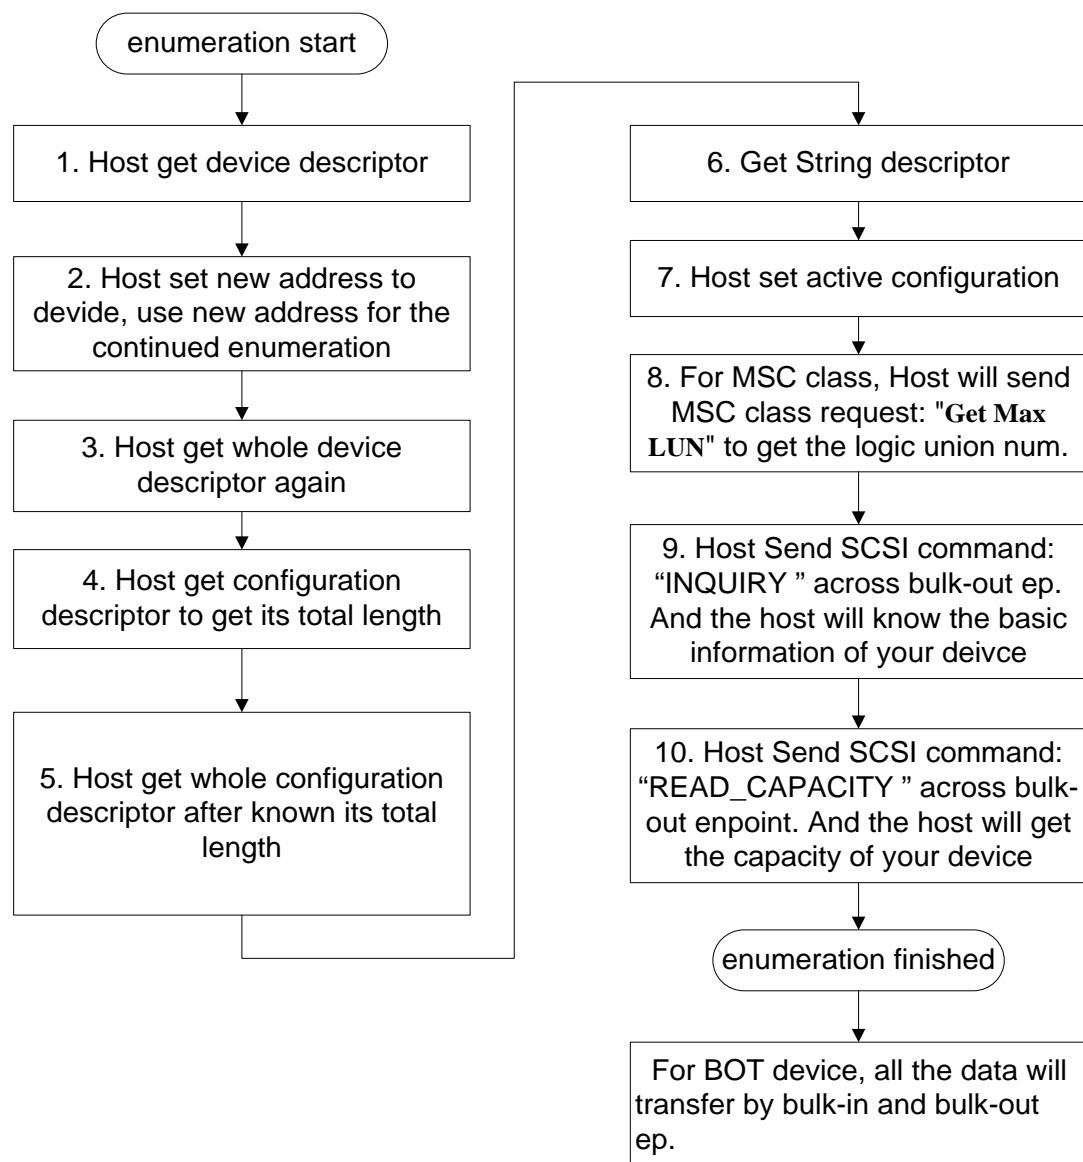 enumeration start
1. Host get device descriptor
2. Host set new address to
devide, use new address for the
continued enumeration
3. Host get whole device
descriptor again
4. Host get configuration
descriptor to get its total length
5. Host get whole configuration
descriptor after known its total
length
6. Get String descriptor
7. Host set active configuration
8. For MSC class, Host will send
MSC class request: "Get Max
LUN" to get the logic union num.
9. Host Send SCSI command:
“INQUIRY ” across bulk-out ep.
And the host will know the basic
information of your deivce
10. Host Send SCSI command:
“READ_CAPACITY ” across bulk-
out enpoint. And the host will get
the capacity of your device
enumeration finished
For BOT device, all the data will
transfer by bulk-in and bulk-out
ep.